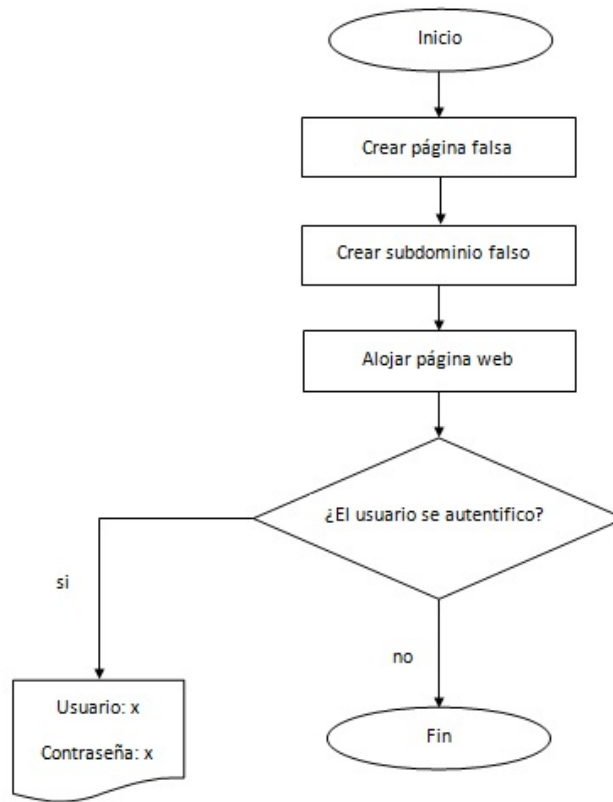 Inicio
Crear página falsa
Crear subdominio falso
Alojar página web
¿El usuario se autentifico?
si
no
Usuario: x
Contraseña: x
Fin